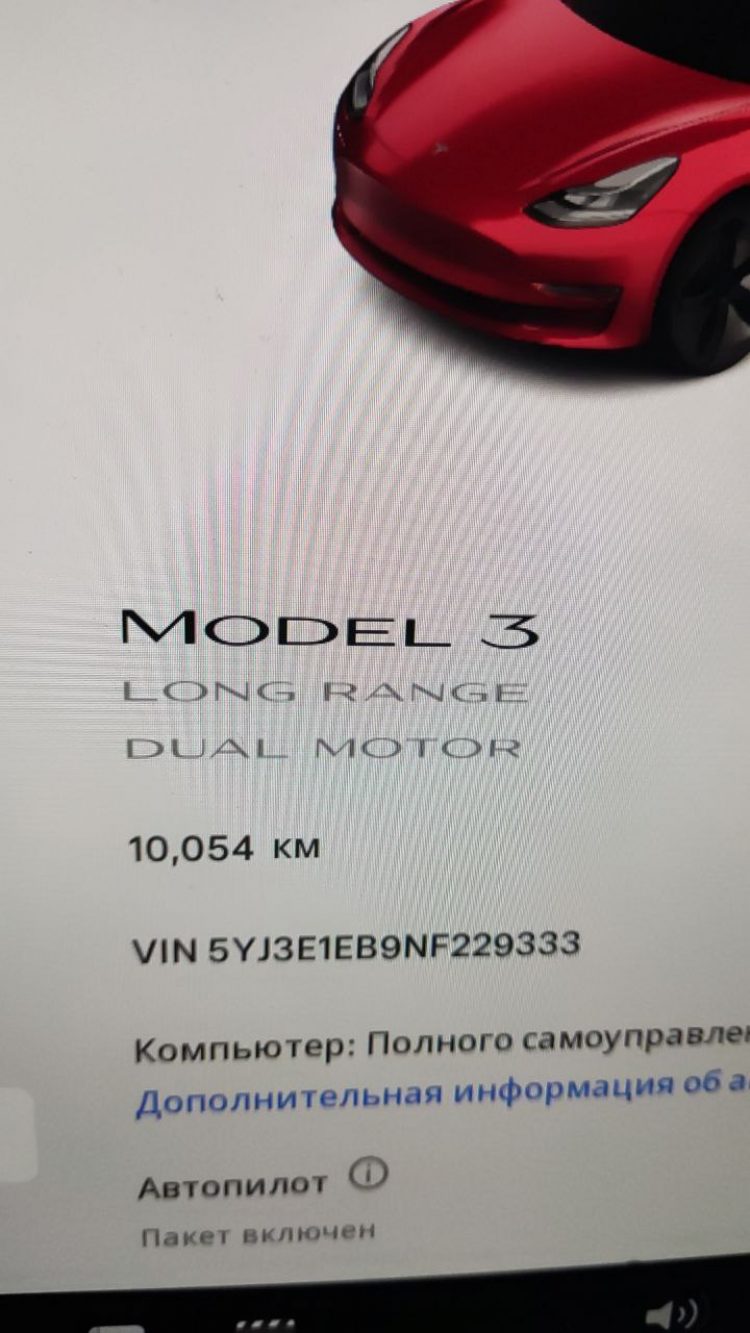 MODEL 3
LONG RANGE
DUAL MOTOR
10,054 км
VIN 5YJ3E1EB9NF229333
Компьютер: Полного
Дополнительная информация об
Автопилот
Пакет включен